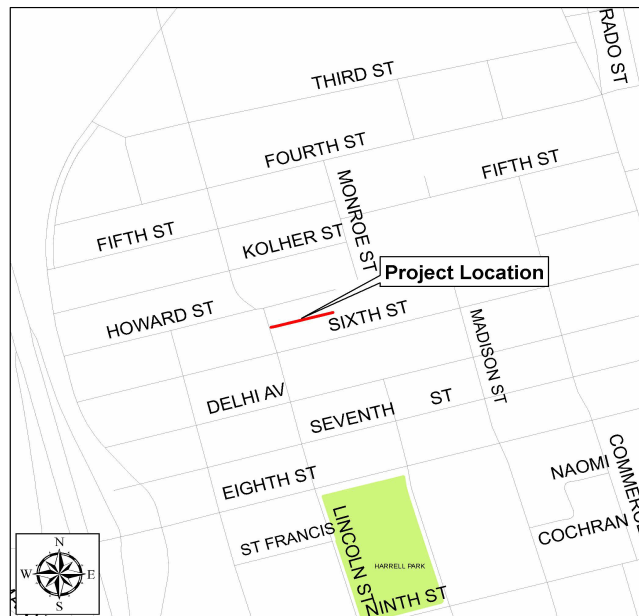 RADO ST
THIRD ST
FOURTH ST
FIFTH ST
MONROE ST
FIFTH ST
KOLHER ST
Project Location
HOWARD ST
SIXTH ST
MADISON ST
DELHI AV
SEVENTH ST
EIGHTH ST
NAOMI
COMMERCE
LINCOLN ST
ST FRANCIS
COCHRAN
HARRELL PARK
NINTH ST
N
W E
S